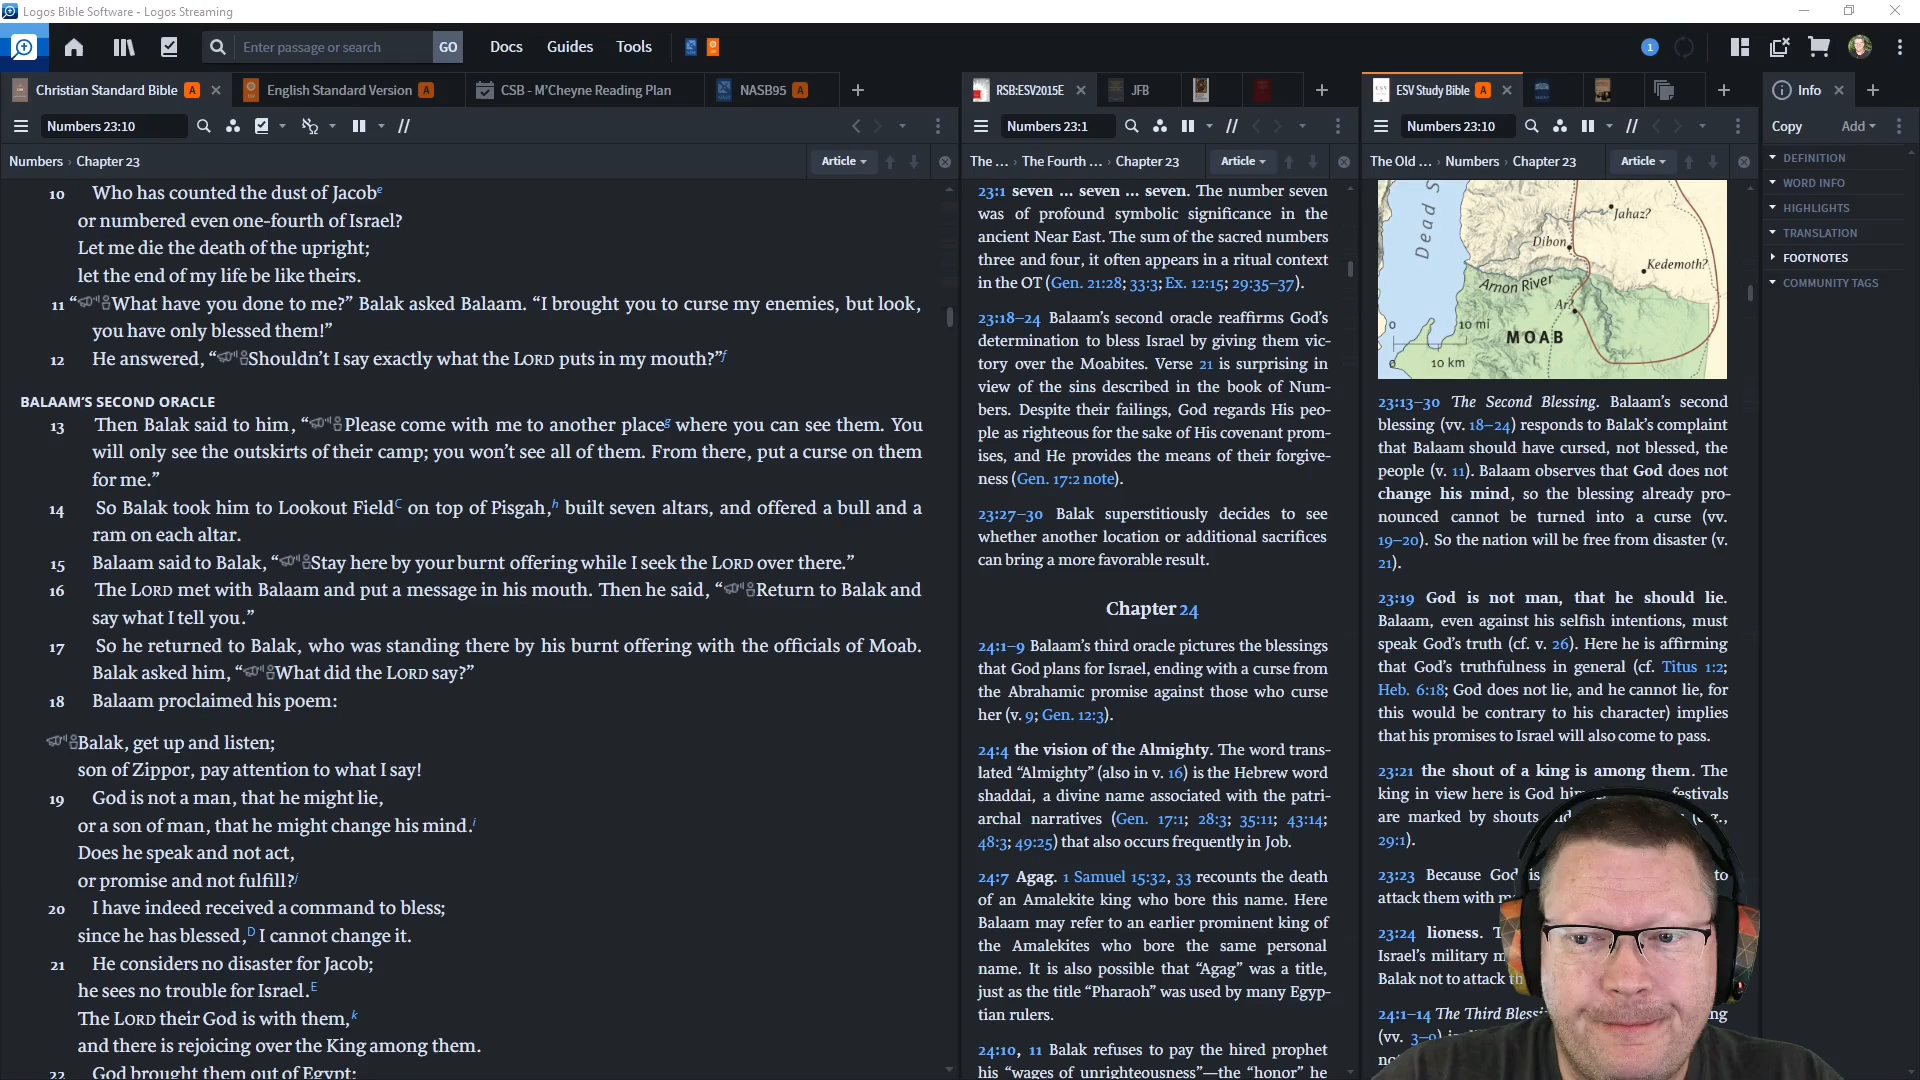 Logos Bible Software - Logos Streaming
Enter passage or search
GO
Docs
Guides
Tools
1
Christian Standard Bible A
English Standard Version A
CSB - M'Cheyne Reading Plan
NASB95 A
Numbers 23:10
Numbers › Chapter 23
Article
10 Who has counted the dust of Jacobe
or numbered even one-fourth of Israel?
Let me die the death of the upright;
let the end of my life be like theirs.
11 “What have you done to me?” Balak asked Balaam. “I brought you to curse my enemies, but look,
you have only blessed them!”
12 He answered, “Shouldn’t I say exactly what the LORD puts in my mouth?”f
BALAAM’S SECOND ORACLE
13 Then Balak said to him, “Please come with me to another placeg where you can see them. You
will only see the outskirts of their camp; you won’t see all of them. From there, put a curse on them
for me.”
14 So Balak took him to Lookout FieldC on top of Pisgah,h built seven altars, and offered a bull and a
ram on each altar.
15 Balaam said to Balak, “Stay here by your burnt offering while I seek the LORD over there.”
16 The LORD met with Balaam and put a message in his mouth. Then he said, “Return to Balak and
say what I tell you.”
17 So he returned to Balak, who was standing there by his burnt offering with the officials of Moab.
Balak asked him, “What did the LORD say?”
18 Balaam proclaimed his poem:
Balak, get up and listen;
son of Zippor, pay attention to what I say!
19 God is not a man, that he might lie,
or a son of man, that he might change his mind.i
Does he speak and not act,
or promise and not fulfill?j
20 I have indeed received a command to bless;
since he has blessed,D I cannot change it.
21 He considers no disaster for Jacob;
he sees no trouble for Israel.E
The LORD their God is with them,k
and there is rejoicing over the King among them.
22 God brought them out of Egypt;
RSB:ESV2015E
JFB
Numbers 23:1
The ... › The Fourth ... › Chapter 23
Article
23:1 seven ... seven ... seven. The number seven
was of profound symbolic significance in the
ancient Near East. The sum of the sacred numbers
three and four, it often appears in a ritual context
in the OT (Gen. 21:28; 33:3; Ex. 12:15; 29:35–37).
23:18–24 Balaam’s second oracle reaffirms God’s
determination to bless Israel by giving them vic-
tory over the Moabites. Verse 21 is surprising in
view of the sins described in the book of Num-
bers. Despite their failings, God regards His peo-
ple as righteous for the sake of His covenant prom-
ises, and He provides the means of their forgive-
ness (Gen. 17:2 note).
23:27–30 Balak superstitiously decides to see
whether another location or additional sacrifices
can bring a more favorable result.
Chapter 24
24:1–9 Balaam’s third oracle pictures the blessings
that God plans for Israel, ending with a curse from
the Abrahamic promise against those who curse
her (v. 9; Gen. 12:3).
24:4 the vision of the Almighty. The word trans-
lated “Almighty” (also in v. 16) is the Hebrew word
shaddai, a divine name associated with the patri-
archal narratives (Gen. 17:1; 28:3; 35:11; 43:14;
48:3; 49:25) that also occurs frequently in Job.
24:7 Agag. 1 Samuel 15:32, 33 recounts the death
of an Amalekite king who bore this name. Here
Balaam may refer to an earlier prominent king of
the Amalekites who bore the same personal
name. It is also possible that “Agag” was a title,
just as the title “Pharaoh” was used by many Egyp-
tian rulers.
24:10, 11 Balak refuses to pay the hired prophet
his “wages of unrighteousness”—the “honor” he
ESV Study Bible A
Numbers 23:10
The Old ... › Numbers › Chapter 23
Article
Dead S
Jahaz?
Dibon
Kedemoth?
Arnon River
Ar?
0 10 mi
MOAB
0 10 km
23:13–30 The Second Blessing. Balaam’s second
blessing (vv. 18–24) responds to Balak’s complaint
that Balaam should have cursed, not blessed, the
people (v. 11). Balaam observes that God does not
change his mind, so the blessing already pro-
nounced cannot be turned into a curse (vv.
19–20). So the nation will be free from disaster (v.
21).
23:19 God is not man, that he should lie.
Balaam, even against his selfish intentions, must
speak God’s truth (cf. v. 26). Here he is affirming
that God’s truthfulness in general (cf. Titus 1:2;
Heb. 6:18; God does not lie, and he cannot lie, for
this would be contrary to his character) implies
that his promises to Israel will also come to pass.
23:21 the shout of a king is among them. The
king in view here is God festivals
are marked by shouts (e.g.,
29:1).
23:23 Because God is to
attack them with
23:24 lioness.
Israel’s military
Balak not to attack
24:1–14 The Third
(vv. 3–9)
Info
Copy
Add
DEFINITION
WORD INFO
HIGHLIGHTS
TRANSLATION
FOOTNOTES
COMMUNITY TAGS